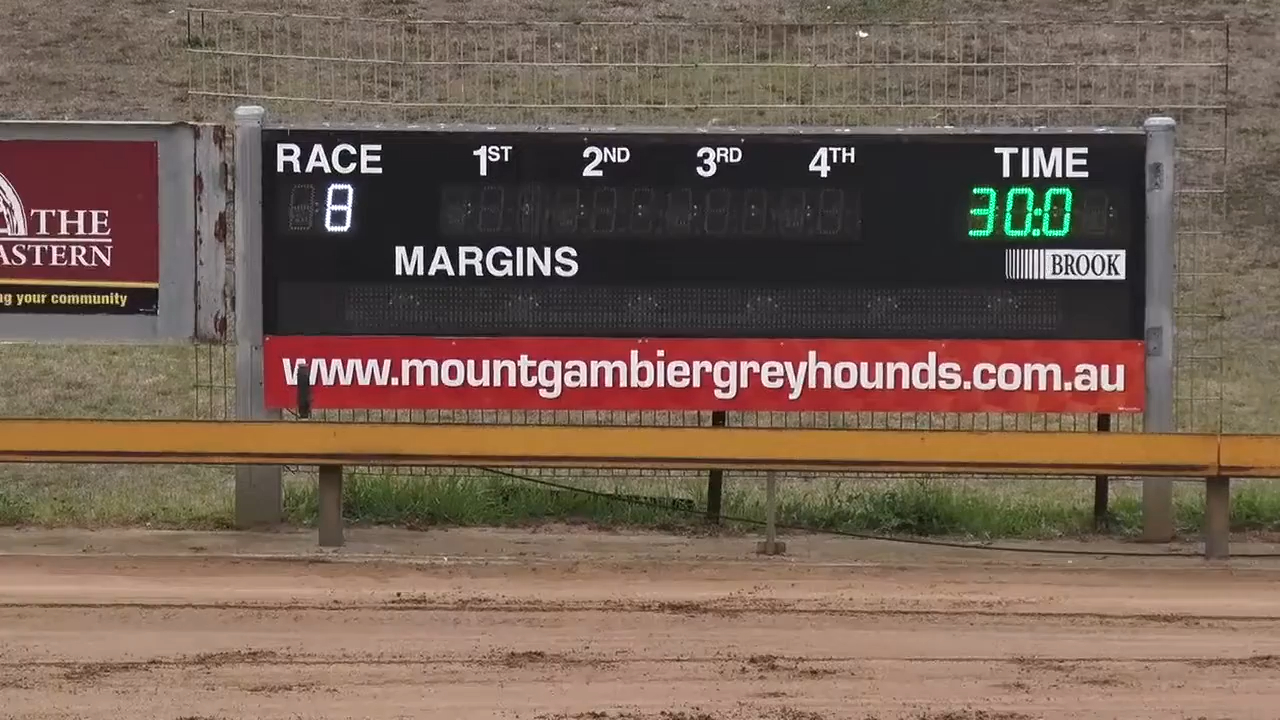 RACE 1ST 2ND 3RD 4TH TIME
8 30:0
MARGINS
BROOK
www.mountgambiergreyhounds.com.au
THE
ASTERN
ng your community